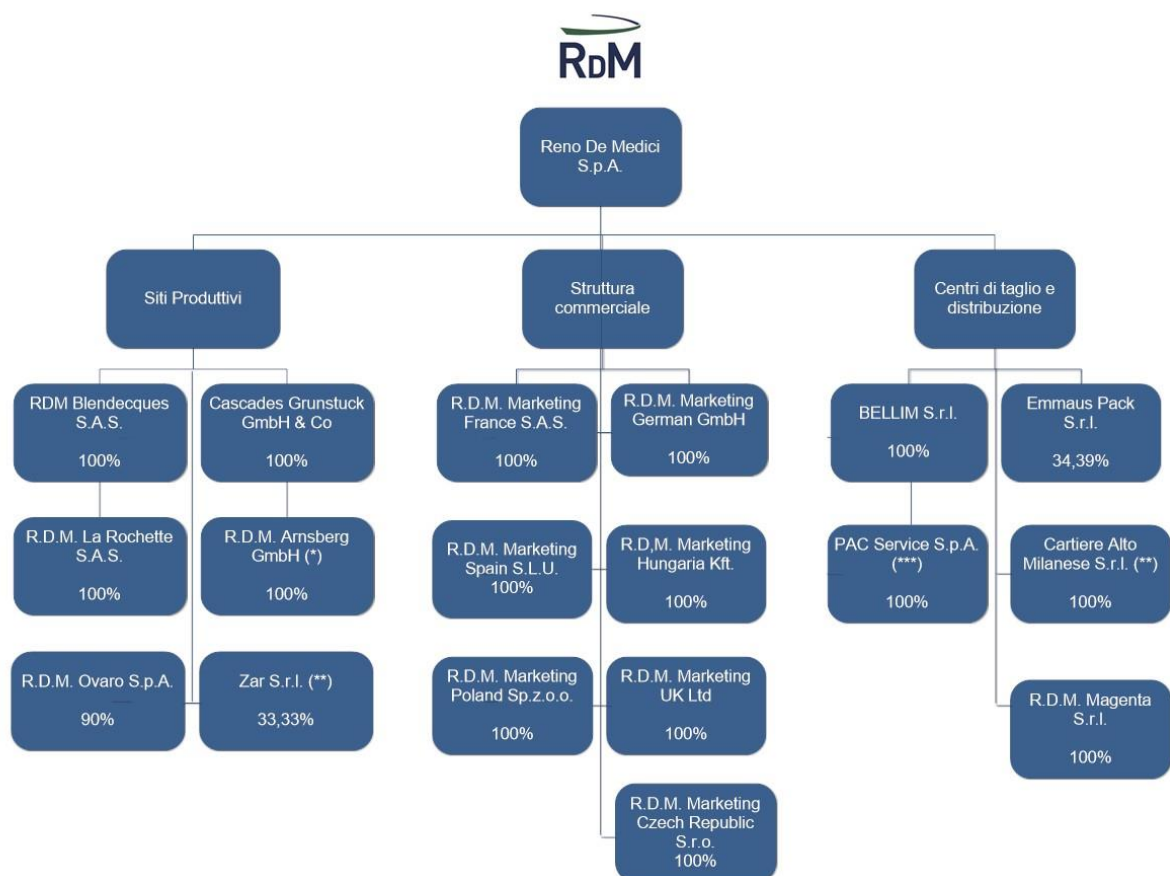 RDM
Reno De Medici
S.p.A.
Siti Produttivi
Struttura
commerciale
Centri di taglio e
distribuzione
RDM Blendecques
S.A.S.
100%
Cascades Grunstuck
GmbH & Co
100%
R.D.M. Marketing
France S.A.S.
100%
R.D.M. Marketing
German GmbH
100%
BELLIM S.r.l.
100%
Emmaus Pack
S.r.l.
34,39%
R.D.M. La Rochette
S.A.S.
100%
R.D.M. Arnsberg
GmbH (*)
100%
R.D.M. Marketing
Spain S.L.U.
100%
R.D,M. Marketing
Hungaria Kft.
100%
PAC Service S.p.A.
(***)
100%
Cartiere Alto
Milanese S.r.l. (**)
100%
R.D.M. Ovaro S.p.A.
90%
Zar S.r.l. (**)
33,33%
R.D.M. Marketing
Poland Sp.z.o.o.
100%
R.D.M. Marketing
UK Ltd
100%
R.D.M. Magenta
S.r.l.
100%
R.D.M. Marketing
Czech Republic
S.r.o.
100%